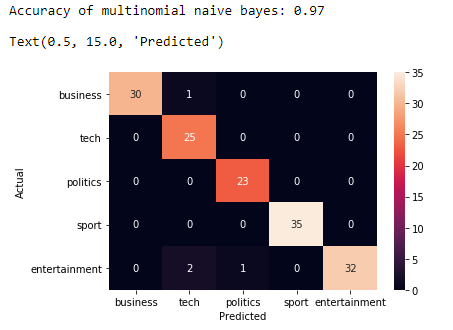 Accuracy of multinomial naive bayes: 0.97
Text(0.5, 15.0, 'Predicted')
business 30 1 0 0 0
tech 0 25 0 0 0
politics 0 0 23 0 0
sport 0 0 0 35 0
entertainment 0 2 1 0 32
business tech politics sport entertainment
Predicted
Actual
35
30
25
20
15
10
5
0